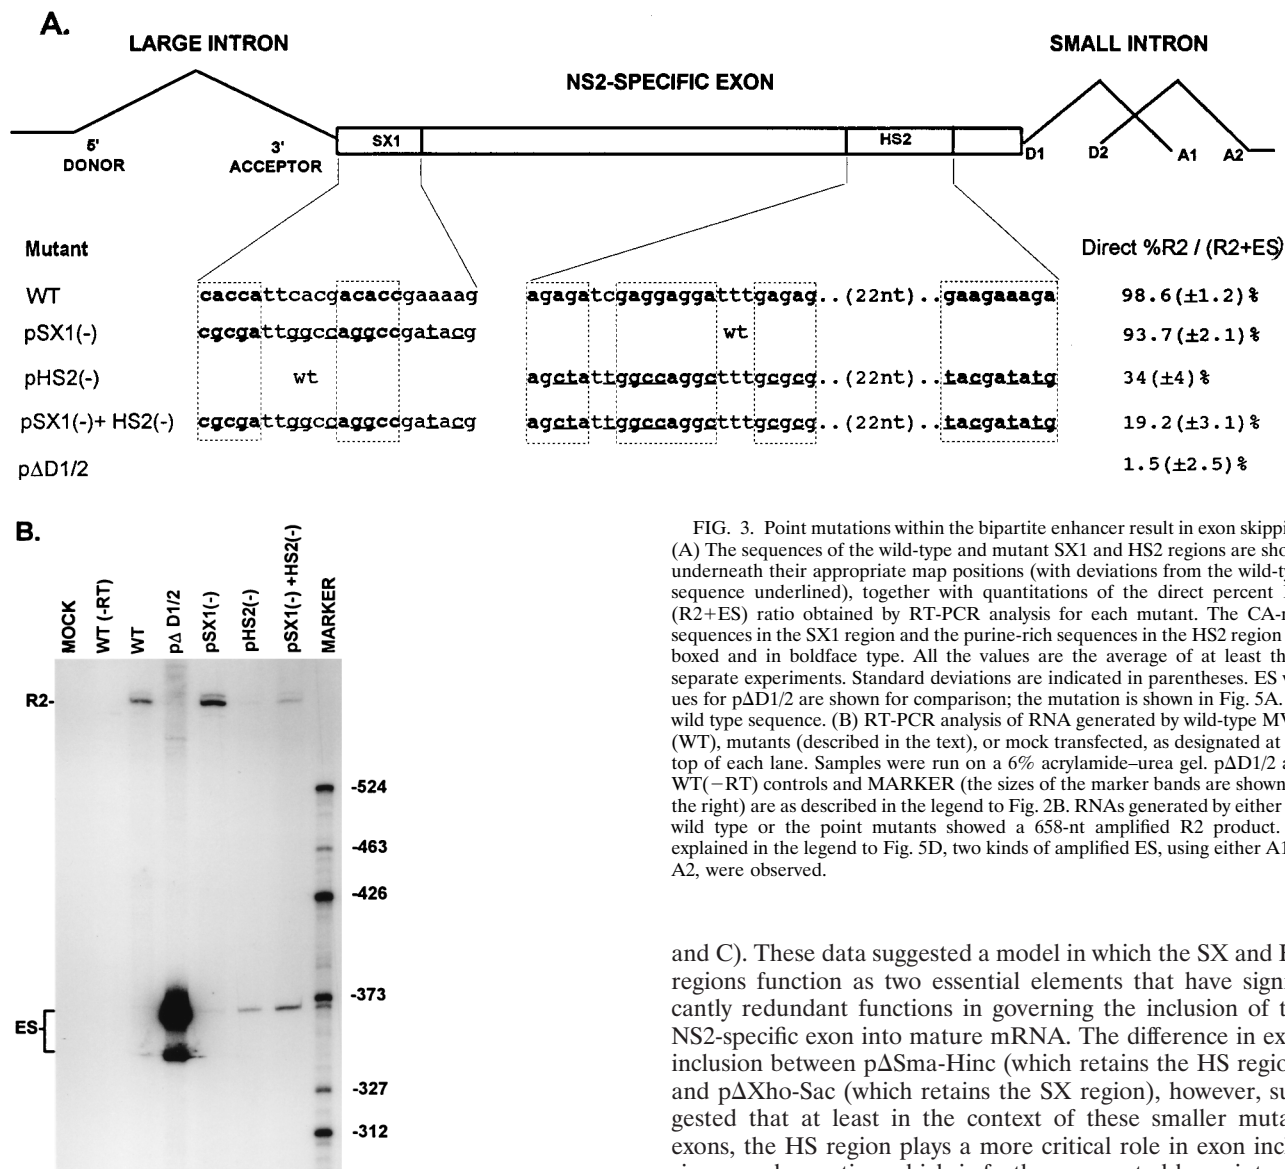 A.
LARGE INTRON
SMALL INTRON
NS2-SPECIFIC EXON
SX1
HS2
5'
DONOR
3'
ACCEPTOR
D1
D2
A1
A2
Mutant
Direct %R2 / (R2+ES)
WT
caccattcacgacaccgaaaag
agagatcgaggaggatttgagag..(22nt)..gaagaaaga
98.6(±1.2)%
pSX1(-)
cgcgattggccaggccgatacg
wt
93.7(±2.1)%
pHS2(-)
wt
agctattggccaggctttgcgcg..(22nt)..tacgatatg
34(±4)%
pSX1(-)+ HS2(-)
cgcgattggccaggccgatacg
agctattggccaggctttgcgcg..(22nt)..tacgatatg
19.2(±3.1)%
pΔD1/2
1.5(±2.5)%
B.
MOCK
WT (-RT)
WT
pΔ D1/2
pSX1(-)
pHS2(-)
pSX1(-) +HS2(-)
MARKER
R2-
-524
-463
-426
-373
ES-
-327
-312
FIG. 3. Point mutations within the bipartite enhancer result in exon skippi
(A) The sequences of the wild-type and mutant SX1 and HS2 regions are sho
underneath their appropriate map positions (with deviations from the wild-ty
sequence underlined), together with quantitations of the direct percent
(R2+ES) ratio obtained by RT-PCR analysis for each mutant. The CA-r
sequences in the SX1 region and the purine-rich sequences in the HS2 region
boxed and in boldface type. All the values are the average of at least th
separate experiments. Standard deviations are indicated in parentheses. ES v
ues for pΔD1/2 are shown for comparison; the mutation is shown in Fig. 5A.
wild type sequence. (B) RT-PCR analysis of RNA generated by wild-type MV
(WT), mutants (described in the text), or mock transfected, as designated at
top of each lane. Samples were run on a 6% acrylamide–urea gel. pΔD1/2 a
WT(−RT) controls and MARKER (the sizes of the marker bands are shown
the right) are as described in the legend to Fig. 2B. RNAs generated by either
wild type or the point mutants showed a 658-nt amplified R2 product.
explained in the legend to Fig. 5D, two kinds of amplified ES, using either A1
A2, were observed.
and C). These data suggested a model in which the SX and H
regions function as two essential elements that have signi
cantly redundant functions in governing the inclusion of t
NS2-specific exon into mature mRNA. The difference in ex
inclusion between pΔSma-Hinc (which retains the HS regio
and pΔXho-Sac (which retains the SX region), however, su
gested that at least in the context of these smaller muta
exons, the HS region plays a more critical role in exon incl